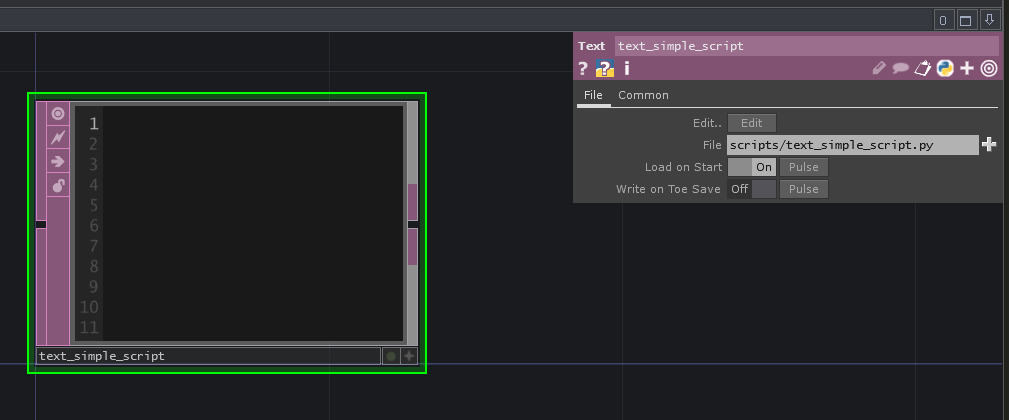 0
Text text_simple_script
? ? i
File Common
Edit.. Edit
File scripts/text_simple_script.py
Load on Start On Pulse
Write on Toe Save Off Pulse
1
2
3
4
5
6
7
8
9
10
11
text_simple_script